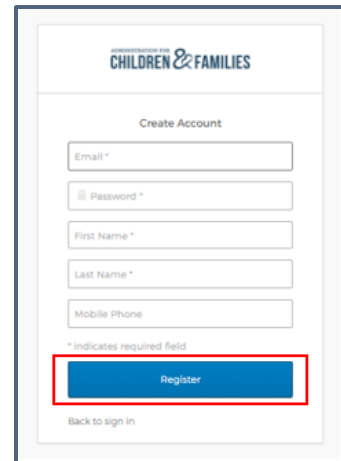 ADMINISTRATION FOR
CHILDREN & FAMILIES
Create Account
Email *
Password *
First Name *
Last Name *
Mobile Phone
* indicates required field
Register
Back to sign in